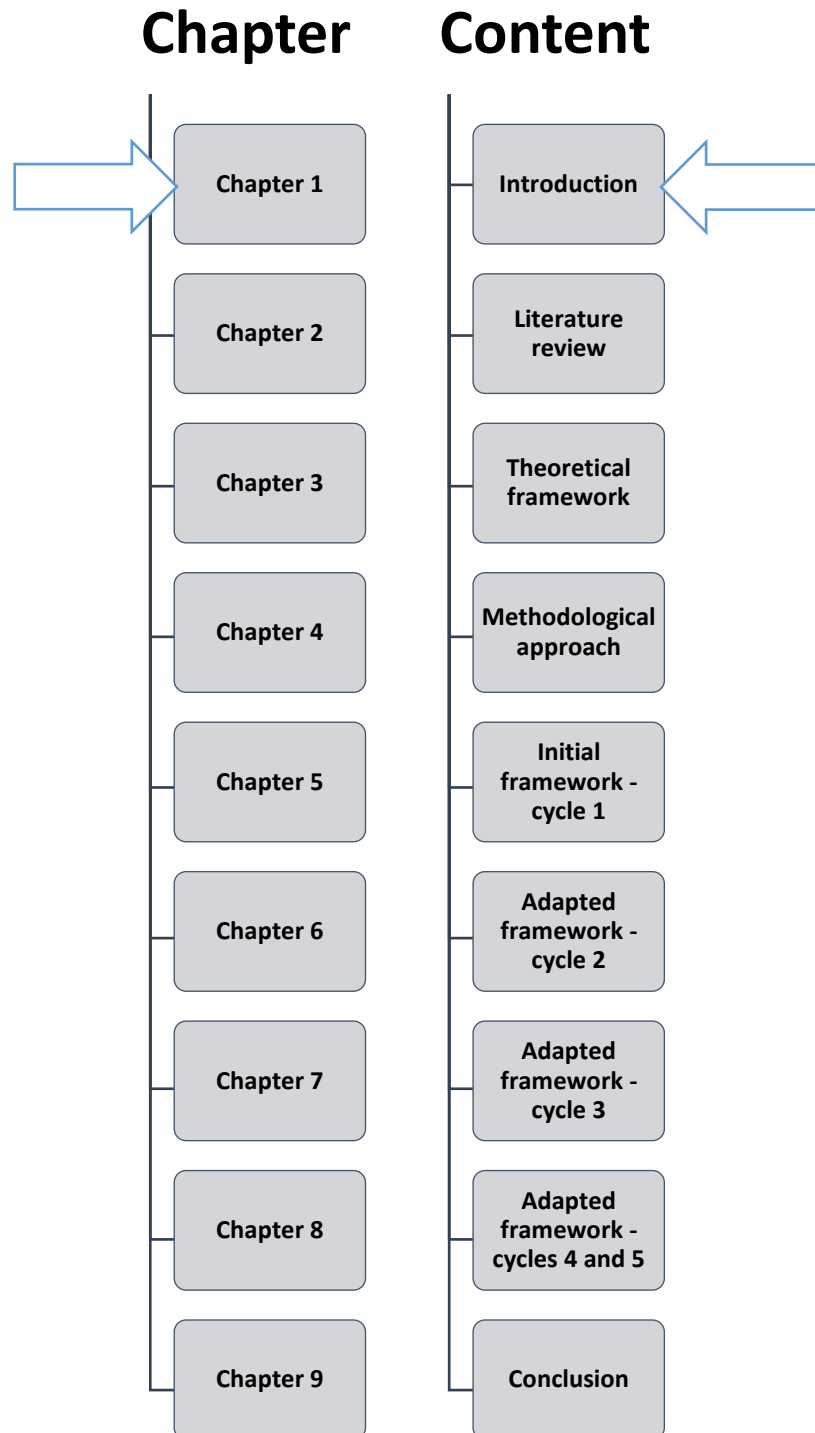 Chapter Content
Chapter 1
Introduction
Chapter 2
Literature
review
Chapter 3
Theoretical
framework
Chapter 4
Methodological
approach
Chapter 5
Initial
framework -
cycle 1
Chapter 6
Adapted
framework -
cycle 2
Chapter 7
Adapted
framework -
cycle 3
Chapter 8
Adapted
framework -
cycles 4 and 5
Chapter 9
Conclusion